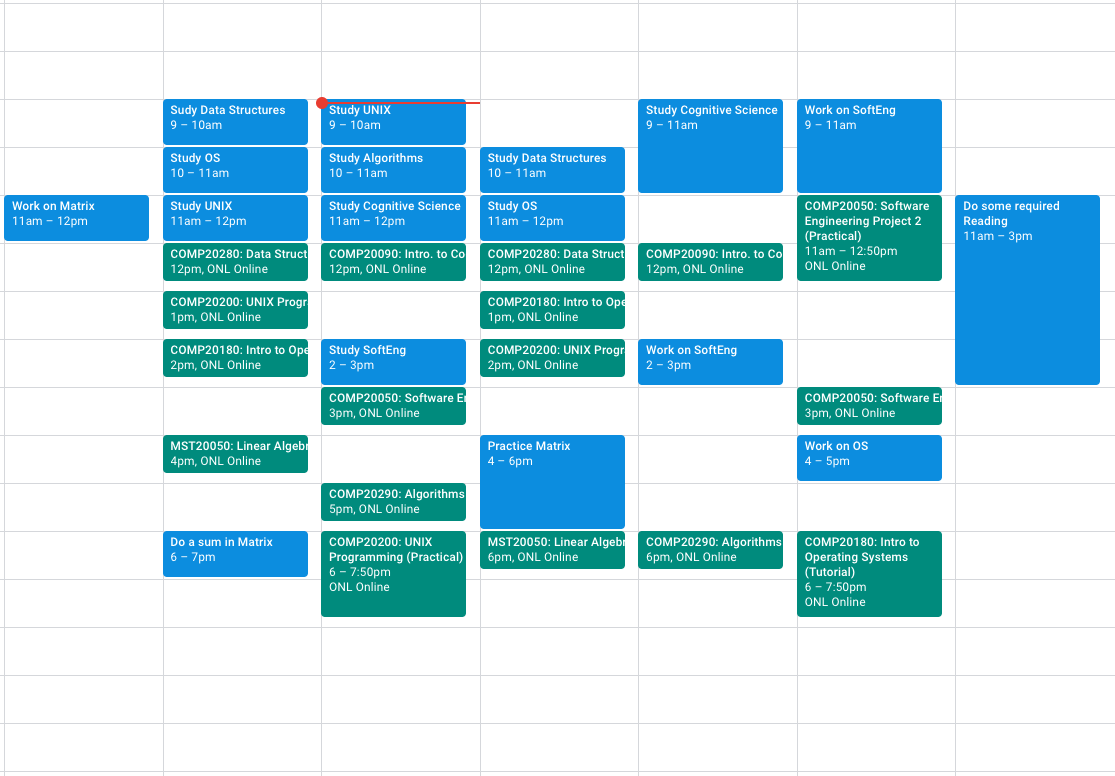 Work on Matrix
11am – 12pm
Sudy Data Structures
9 – 10am
Study OS
10 – 11am
Study UNIX
11am – 12pm
COMP20280: Data Struct
12pm, ONL Online
COMP20200: UNIX Progr
1pm, ONL Online
COMP20180: Intro to Ope
2pm, ONL Online
MST20050: Linear Algebr
4pm, ONL Online
Do a sum in Matrix
6 – 7pm
Study UNIX
9 – 10am
Study Algorithms
10 – 11am
Study Cognitive Science
11am – 12pm
COMP20090: Intro. to Co
12pm, ONL Online
Study SoftEng
2 – 3pm
COMP20050: Software En
3pm, ONL Online
COMP20290: Algorithms
5pm, ONL Online
COMP20200: UNIX
Programming (Practical)
6 – 7:50pm
ONL Online
Study Data Structures
10 – 11am
Study OS
11am – 12pm
COMP20280: Data Struct
12pm, ONL Online
COMP20180: Intro to Ope
1pm, ONL Online
COMP20200: UNIX Progr
2pm, ONL Online
Practice Matrix
4 – 6pm
MST20050: Linear Algebr
6pm, ONL Online
Study Cognitive Science
9 – 11am
COMP20090: Intro. to Co
12pm, ONL Online
Work on SoftEng
2 – 3pm
COMP20290: Algorithms
6pm, ONL Online
Work on SoftEng
9 – 11am
COMP20050: Software
Engineering Project 2
(Practical)
11am – 12:50pm
ONL Online
COMP20050: Software En
3pm, ONL Online
Work on OS
4 – 5pm
COMP20180: Intro to
Operating Systems
(Tutorial)
6 – 7:50pm
ONL Online
Do some required
Reading
11am – 3pm